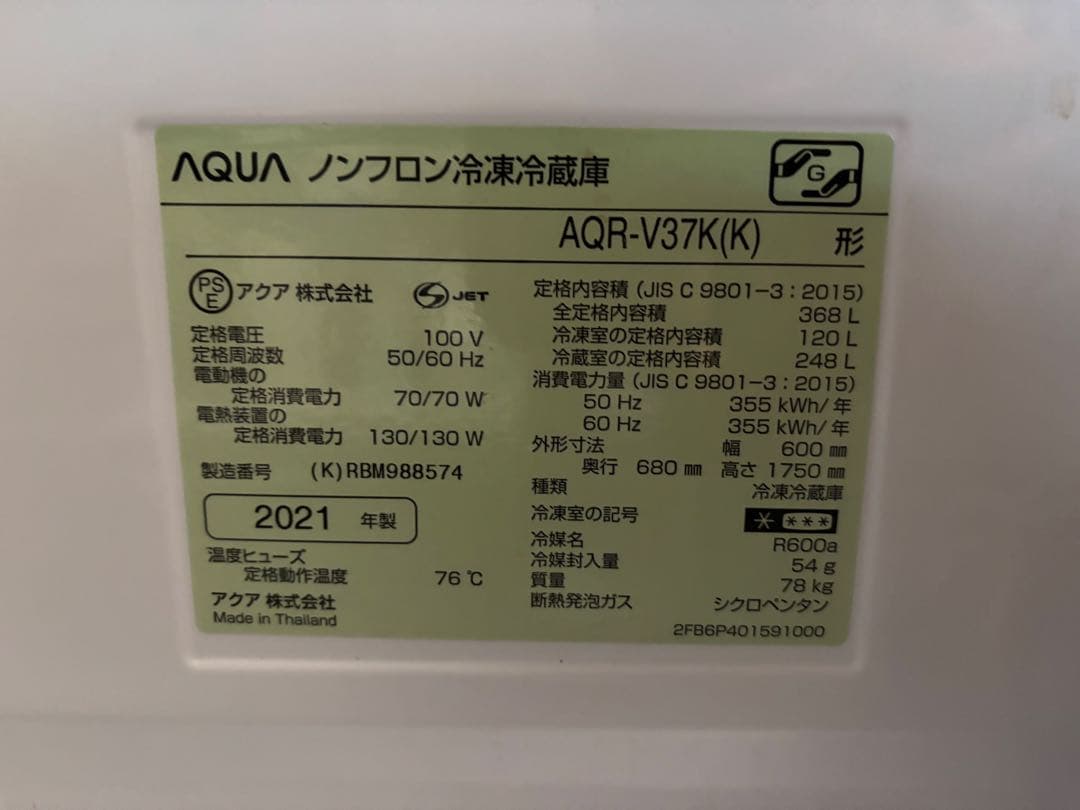 AQUA ノンフロン冷凍冷蔵庫
G
AQR-V37K(K) 形
PSE アクア 株式会社 S JET
定格電圧 100 V
定格周波数 50/60 Hz
電動機の
定格消費電力 70/70 W
電熱装置の
定格消費電力 130/130 W
製造番号 (K)RBM988574
2021 年製
温度ヒューズ
定格動作温度 76 ℃
アクア 株式会社
Made in Thailand
定格内容積 (JIS C 9801-3 : 2015)
全定格内容積 368 L
冷凍室の定格内容積 120 L
冷蔵室の定格内容積 248 L
消費電力量 (JIS C 9801-3 : 2015)
50 Hz 355 kWh/年
60 Hz 355 kWh/年
外形寸法 幅 600 ㎜
奥行 680 ㎜ 高さ 1750 ㎜
種類 冷凍冷蔵庫
冷凍室の記号 * ***
冷媒名 R600a
冷媒封入量 54 g
質量 78 kg
断熱発泡ガス シクロペンタン
2FB6P401591000